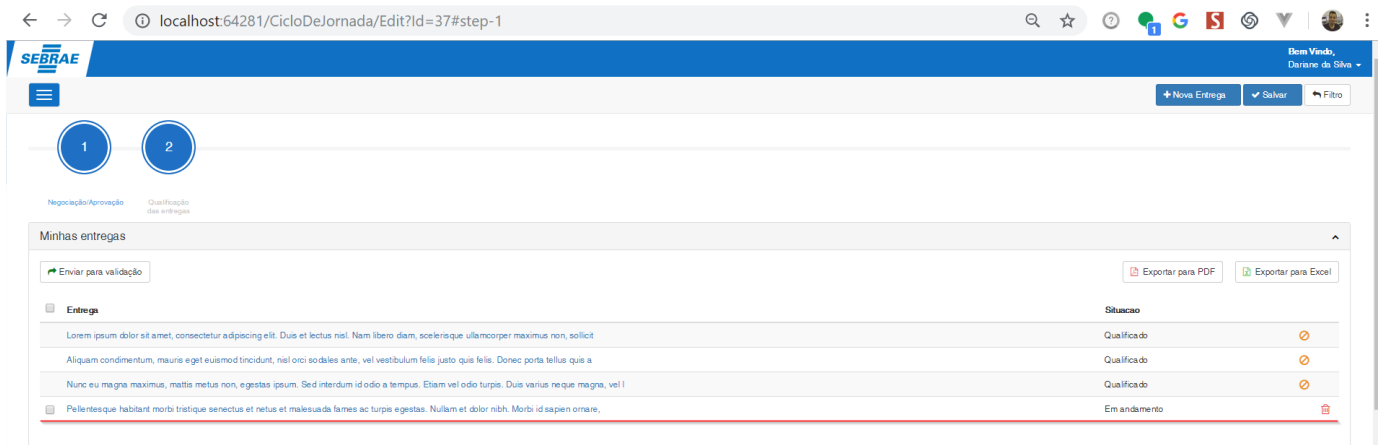 localhost:64281/CicloDeJornada/Edit?Id=37#step-1
1
SEBRAE
Bem Vindo,
Dariane da Silva
Nova Entrega
Salvar
Filtro
1
2
Negociação/Aprovação
Qualificação
das entregas
Minhas entregas
Enviar para validação
Exportar para PDF
Exportar para Excel
Entrega
Situacao
Lorem ipsum dolor sit amet, consectetur adipiscing elit. Duis et lectus nisl. Nam libero diam, scelerisque ullamcorper maximus non, sollicit
Qualificado
Aliquam condimentum, mauris eget euismod tincidunt, nisl orci sodales ante, vel vestibulum felis justo quis felis. Donec porta tellus quis a
Qualificado
Nunc eu magna maximus, mattis metus non, egestas ipsum. Sed interdum id odio a tempus. Etiam vel odio turpis. Duis varius neque magna, vel l
Qualificado
Pellentesque habitant morbi tristique senectus et netus et malesuada fames ac turpis egestas. Nullam et dolor nibh. Morbi id sapien ornare,
Em andamento